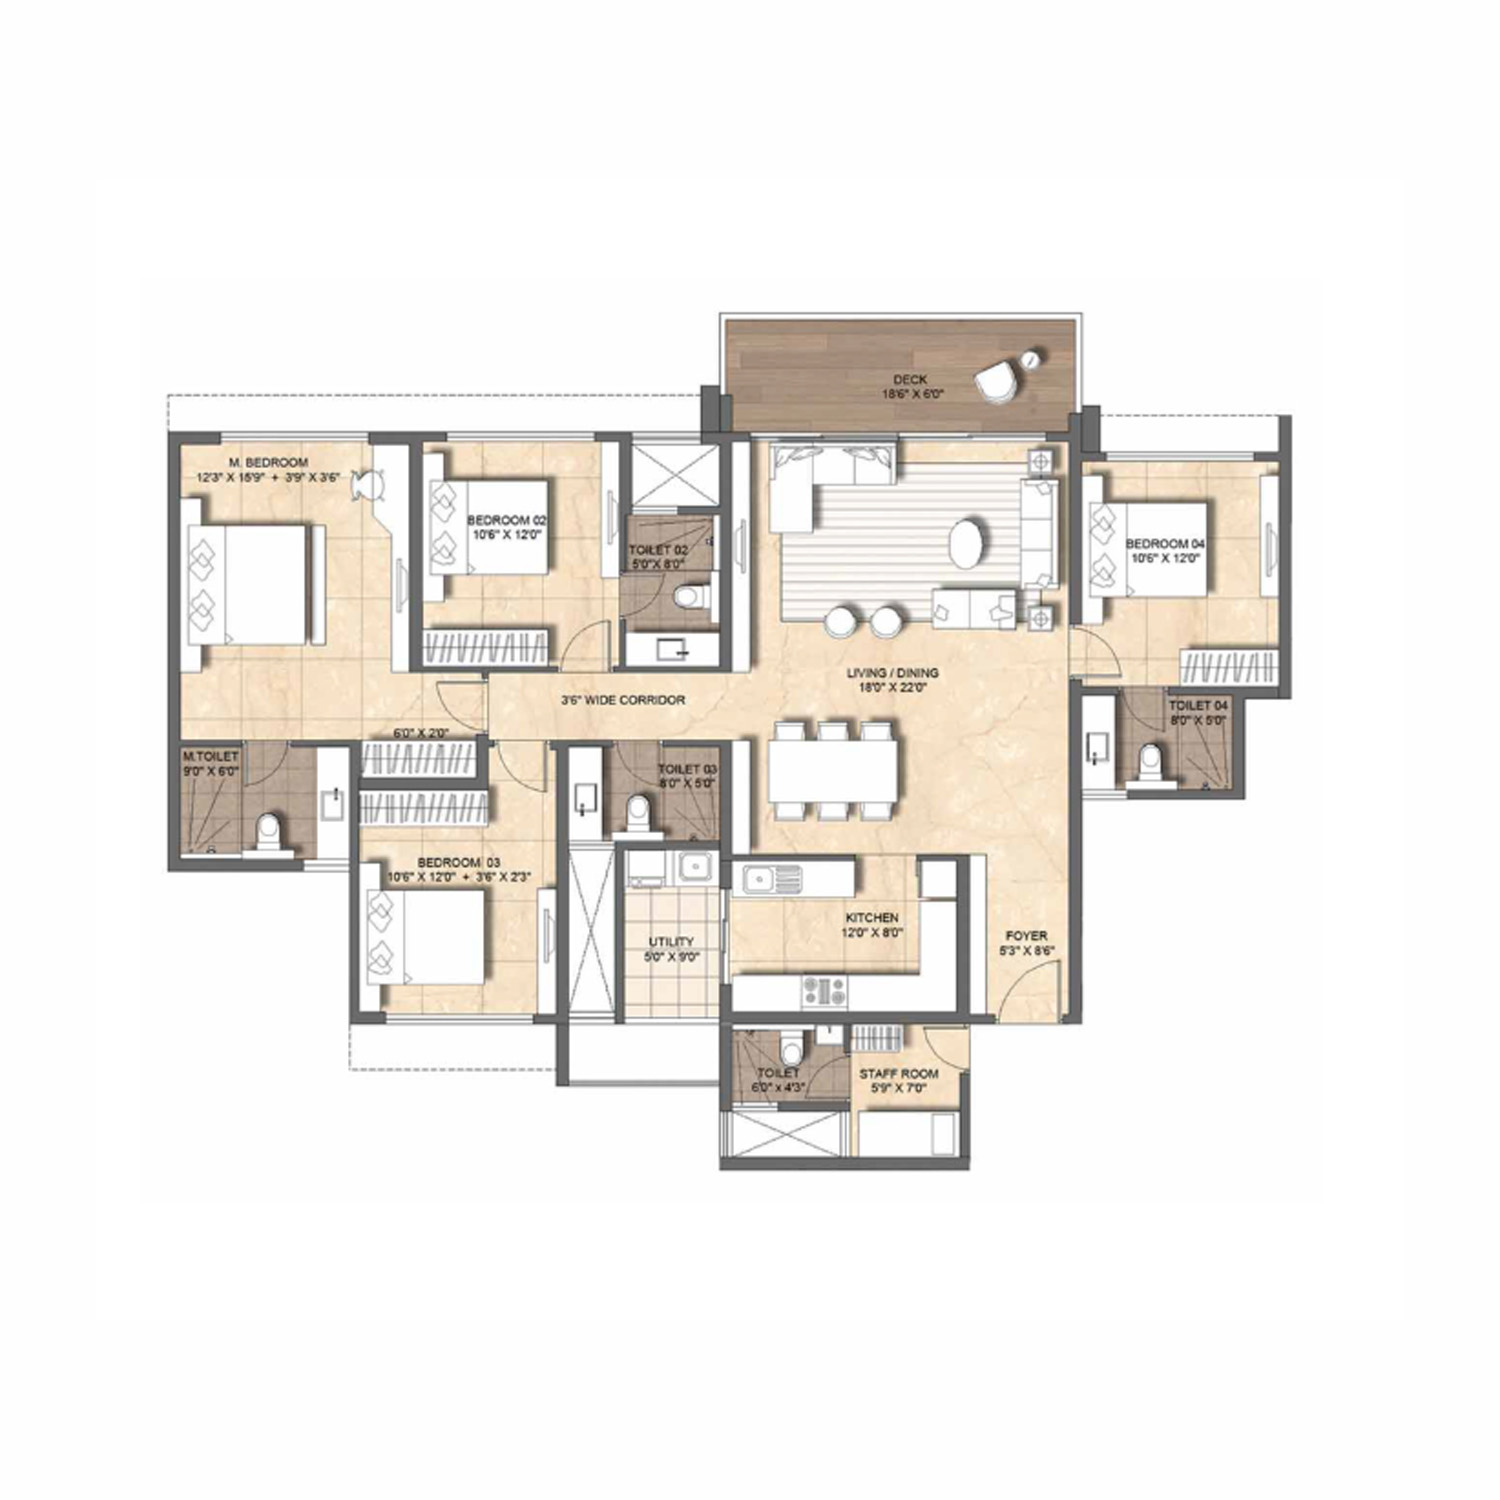 DECK
18'6" X 6'0"
M. BEDROOM
12'3" X 15'9" + 3'9" X 3'6"
BEDROOM 02
10'6" X 12'0"
TOILET 02
5'0"X 8'0"
BEDROOM 04
10'6" X 12'0"
LIVING / DINING
18'0" X 22'0"
3'6" WIDE CORRIDOR
TOILET 04
8'0" X 5'0"
6'0" X 2'0"
M.TOILET
9'0" X 6'0"
TOILET 03
8'0" X 5'0"
BEDROOM 03
10'6" X 12'0" + 3'6" X 2'3"
KITCHEN
12'0" X 8'0"
UTILITY
5'0" X 9'0"
FOYER
5'3" X 8'6"
TOILET
6'0" x 4'3"
STAFF ROOM
5'9" X 7'0"